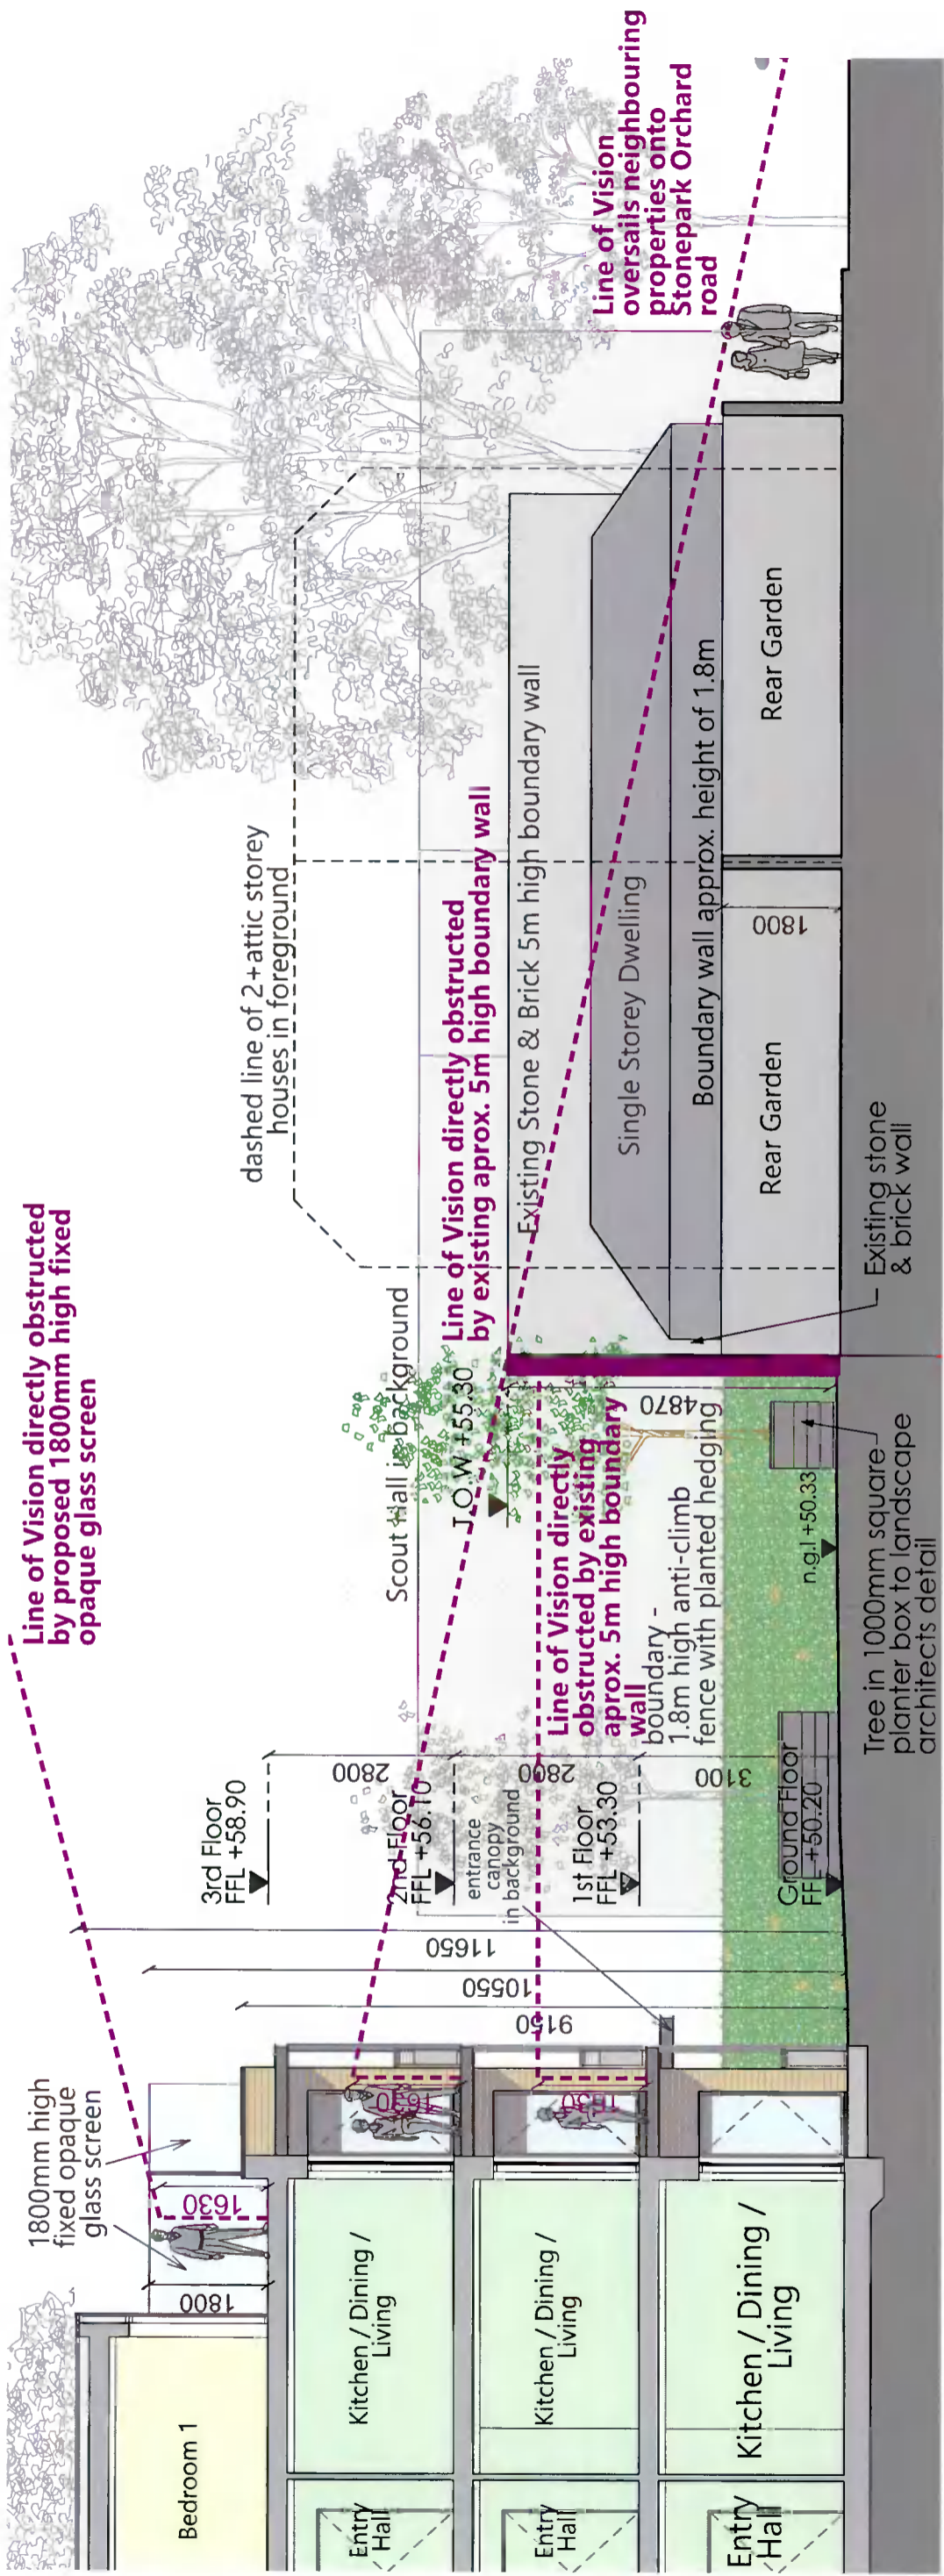 Line of Vision directly obstructed
by proposed 1800mm high fixed
opaque glass screen
1800mm high
fixed opaque
glass screen
1630
1800
Bedroom 1
Kitchen / Dining /
Living
Entry
Hall
Kitchen / Dining /
Living
Entry
Hall
Kitchen / Dining /
Living
Entry
Hall
1630
1630
9150
10550
11650
3rd Floor
FFL +58.90
2800
2nd Floor
FFL +56.10
entrance
canopy
in background
2800
1st Floor
FFL +53.30
3100
Ground Floor
FFL +50.20
Scout Hall in background
T.O.W +55.30
Line of Vision directly
obstructed by existing
aprox. 5m high boundary
wall
boundary -
1.8m high anti-climb
fence with planted hedging
4870
n.g.l +50.33
Tree in 1000mm square
planter box to landscape
architects detail
Existing stone
& brick wall
dashed line of 2+attic storey
houses in foreground
Line of Vision directly obstructed
by existing aprox. 5m high boundary wall
Existing Stone & Brick 5m high boundary wall
Single Storey Dwelling
Boundary wall approx. height of 1.8m
1800
Rear Garden
Rear Garden
Line of Vision
oversails neighbouring
properties onto
Stonepark Orchard
road